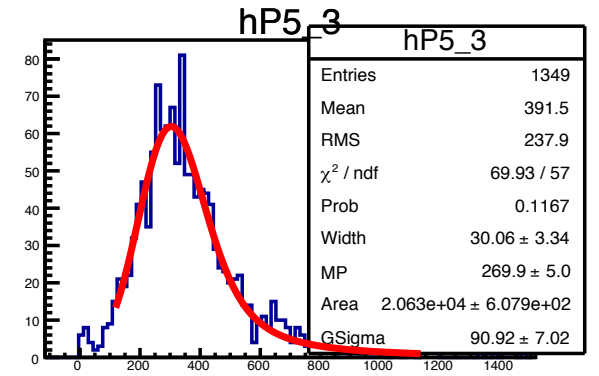 hP5_3
hP5_3
Entries 1349
Mean 391.5
RMS 237.9
χ² / ndf 69.93 / 57
Prob 0.1167
Width 30.06 ± 3.34
MP 269.9 ± 5.0
Area 2.063e+04 ± 6.079e+02
GSigma 90.92 ± 7.02
80
70
60
50
40
30
20
10
0
0 200 400 600 800 1000 1200 1400